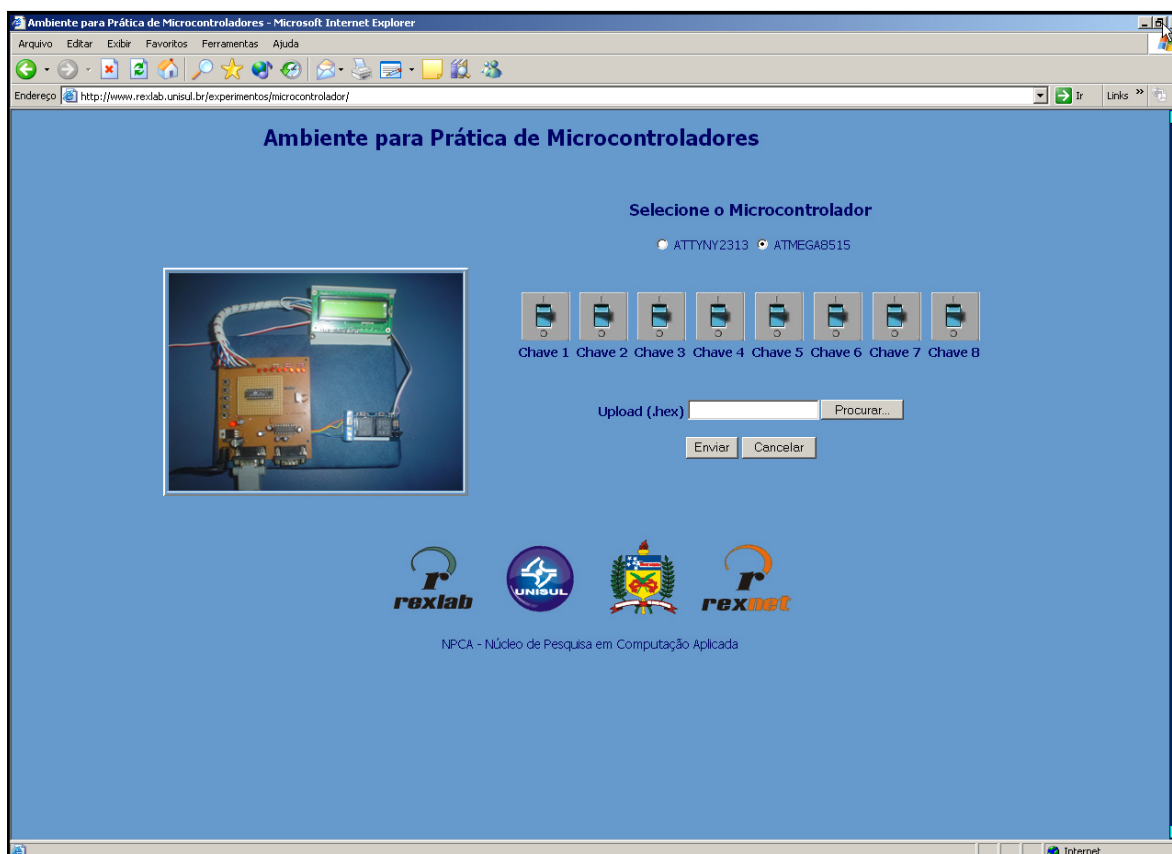 Ambiente para Prática de Microcontroladores - Microsoft Internet Explorer
Arquivo Editar Exibir Favoritos Ferramentas Ajuda
Endereço http://www.rexlab.unisul.br/experimentos/microcontrolador/ Ir Links »
Ambiente para Prática de Microcontroladores
Selecione o Microcontrolador
ATTYNY2313 ATMEGA8515
Chave 1 Chave 2 Chave 3 Chave 4 Chave 5 Chave 6 Chave 7 Chave 8
Upload (.hex) Procurar...
Enviar Cancelar
r r
UNISUL
rexlab rexnet
NPCA - Núcleo de Pesquisa em Computação Aplicada
Internet